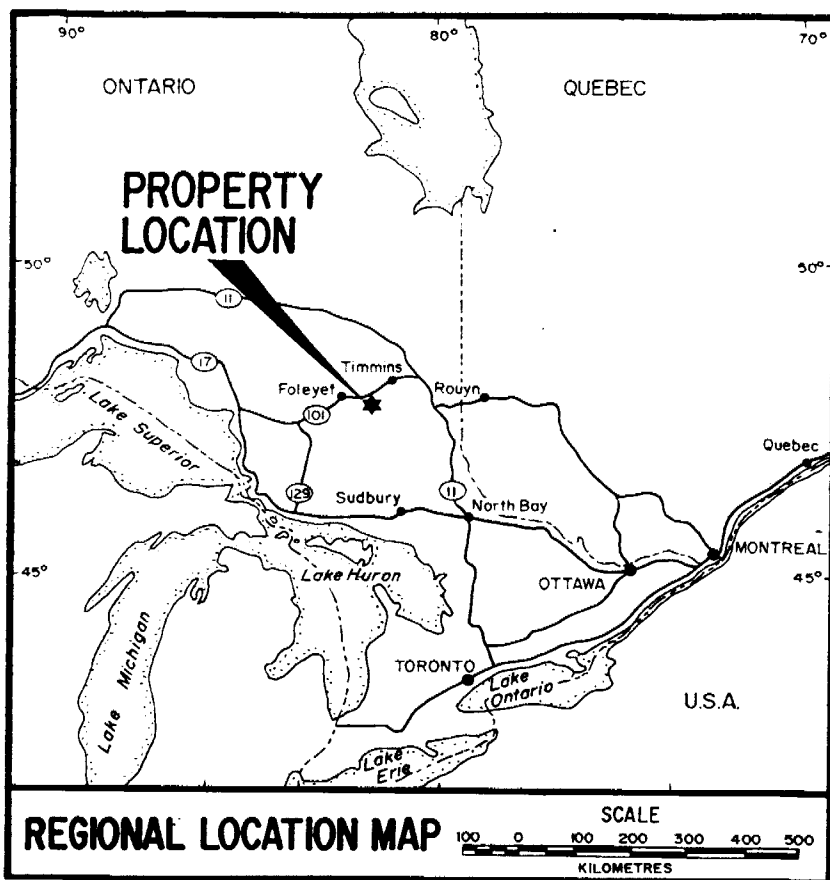 90°
80°
70°
ONTARIO
QUEBEC
PROPERTY
LOCATION
50°
50°
11
17
Timmins
Foleyet
Rouyn
101
Lake Superior
Quebec
129
11
Sudbury
North Bay
MONTREAL
45°
Lake Huron
OTTAWA
45°
Lake Michigan
TORONTO
Lake
Ontario
U.S.A.
Lake
Erie
REGIONAL LOCATION MAP
SCALE
100 0 100 200 300 400 500
KILOMETRES